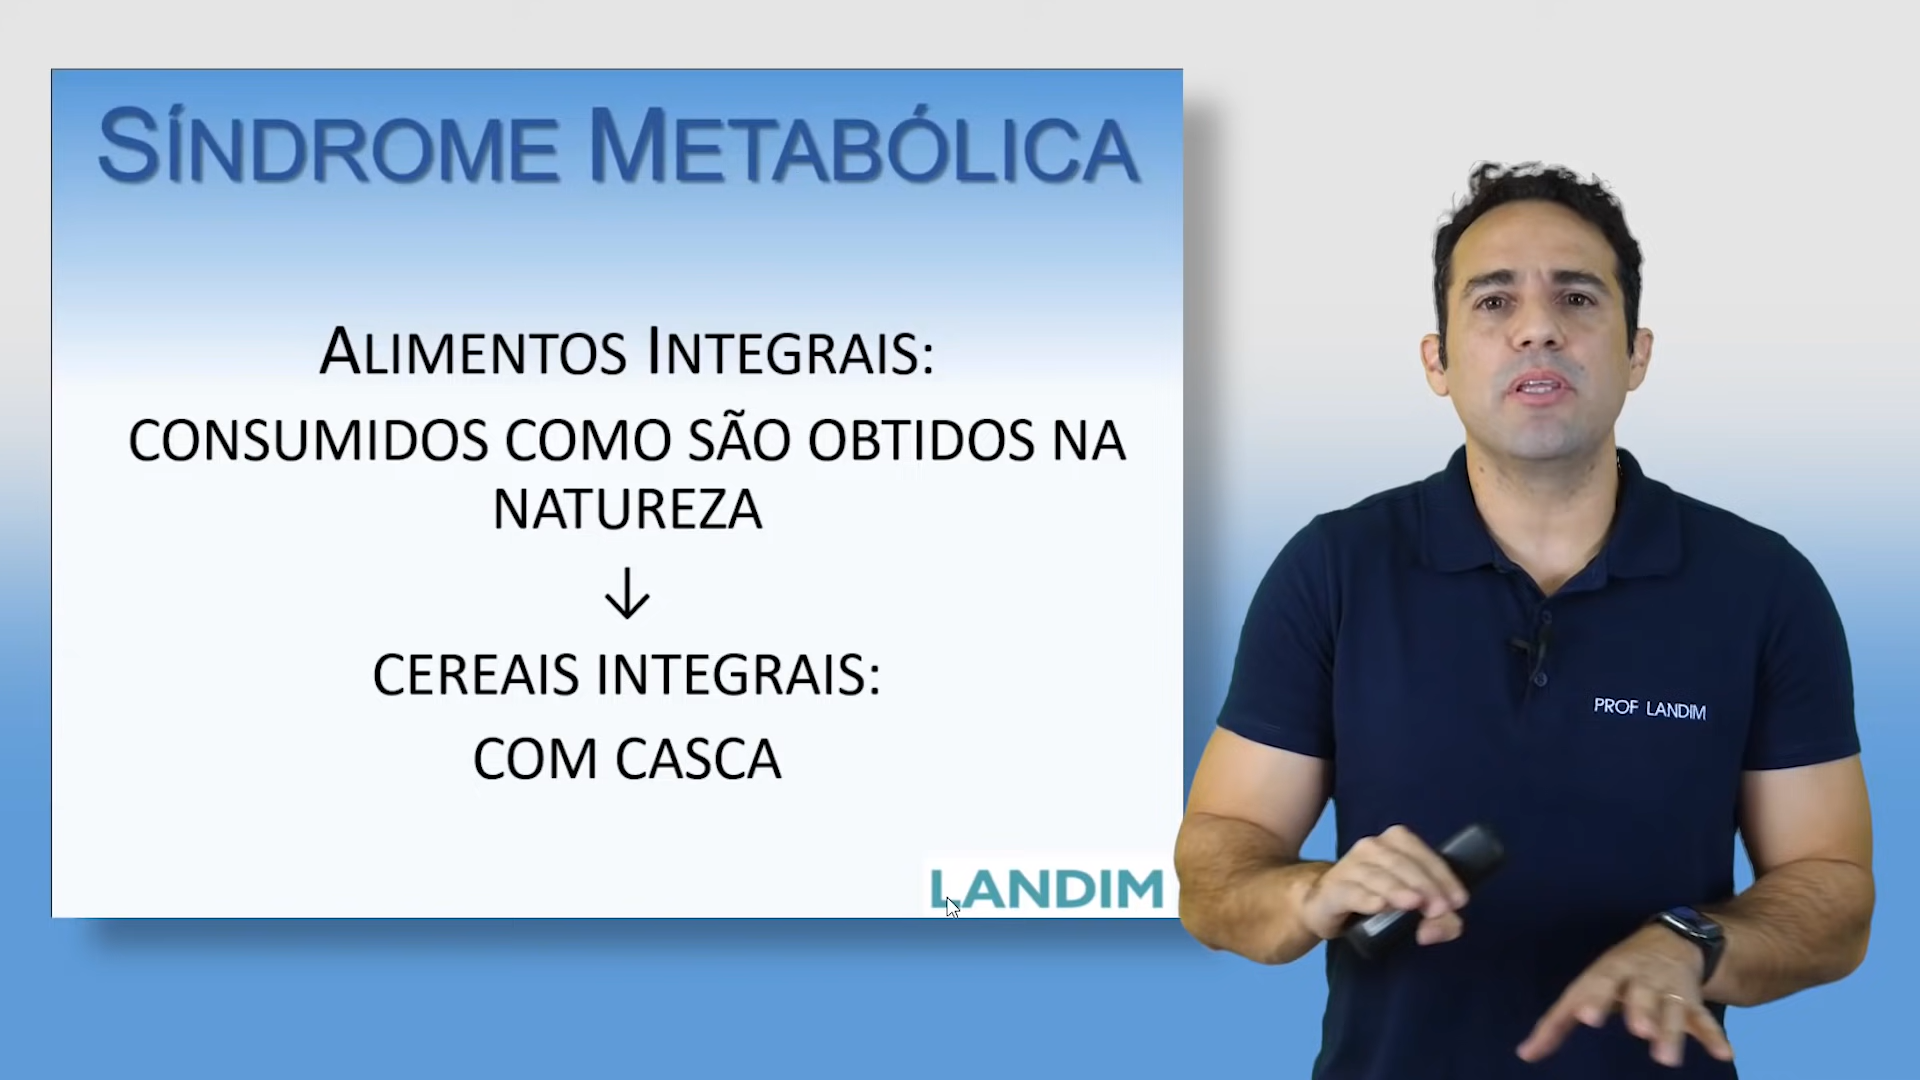 SÍNDROME METABÓLICA
ALIMENTOS INTEGRAIS:
CONSUMIDOS COMO SÃO OBTIDOS NA
NATUREZA
↓
CEREAIS INTEGRAIS:
COM CASCA
LANDIM
PROF LANDIM